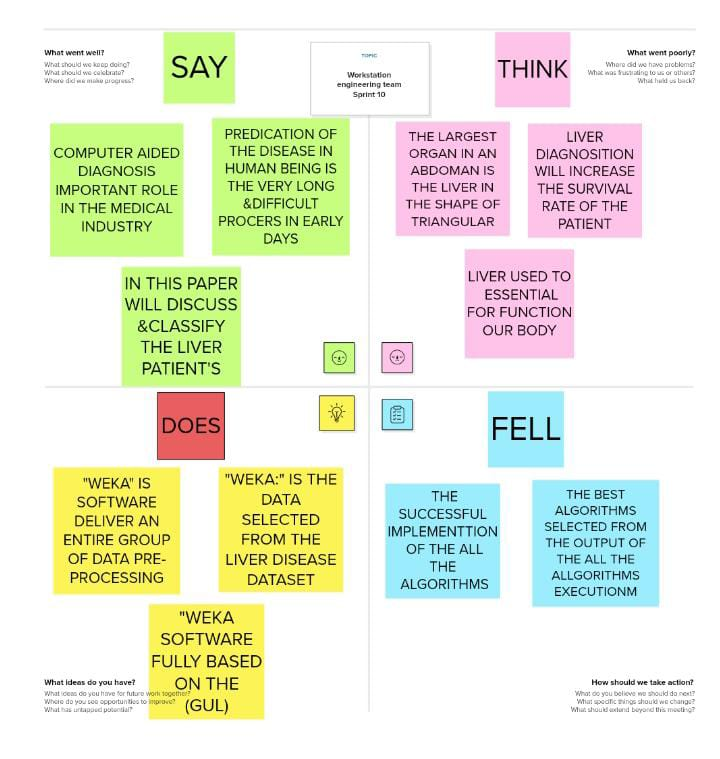 What went well?
What should we keep doing?
What should we celebrate?
Where did we make progress?
SAY
TOPIC
Workstation
engineering team
Sprint 10
THINK
What went poorly?
Where did we have problems?
What was frustrating to us or others?
What held us back?
COMPUTER AIDED
DIAGNOSIS
IMPORTANT ROLE
IN THE MEDICAL
INDUSTRY
PREDICATION OF
THE DISEASE IN
HUMAN BEING IS
THE VERY LONG
&DIFFICULT
PROCERS IN EARLY
DAYS
IN THIS PAPER
WILL DISCUSS
&CLASSIFY
THE LIVER
PATIENT'S
THE LARGEST
ORGAN IN AN
ABDOMAN IS
THE LIVER IN
THE SHAPE OF
TRIANGULAR
LIVER
DIAGNOSITION
WILL INCREASE
THE SURVIVAL
RATE OF THE
PATIENT
LIVER USED TO
ESSENTIAL
FOR FUNCTION
OUR BODY
DOES
"WEKA" IS
SOFTWARE
DELIVER AN
ENTIRE GROUP
OF DATA PRE-
PROCESSING
"WEKA:" IS THE
DATA
SELECTED
FROM THE
LIVER DISEASE
DATASET
"WEKA
SOFTWARE
FULLY BASED
ON THE
(GUL)
What ideas do you have?
What ideas do you have for future work together?
Where do you see opportunities to improve?
What has untapped potential?
FELL
THE
SUCCESSFUL
IMPLEMENTTION
OF THE ALL
THE
ALGORITHMS
THE BEST
ALGORITHMS
SELECTED FROM
THE OUTPUT OF
THE ALL THE
ALLGORITHMS
EXECUTIONM
How should we take action?
What do you believe we should do next?
What specific things should we change?
What should extend beyond this meeting?